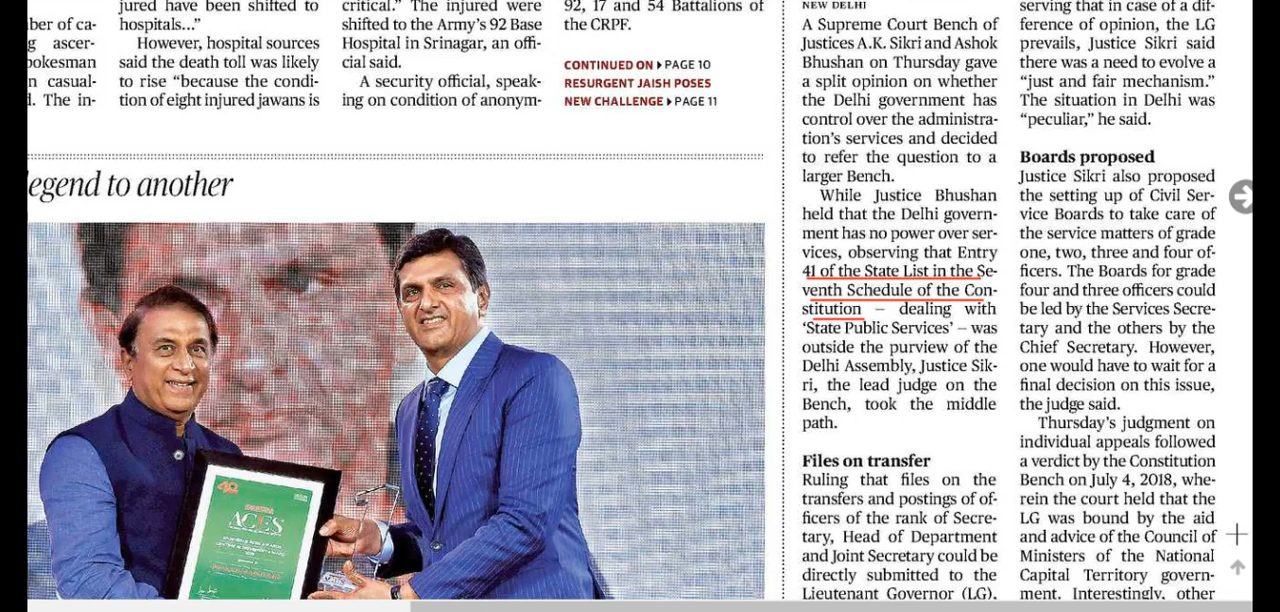 jured have been shifted to
hospitals..."
However, hospital sources
said the death toll was likely
to rise "because the condi-
tion of eight injured jawans is
ber of ca-
g ascer-
pokesman
n casual-
d. The in-
critical." The injured were
shifted to the Army's 92 Base
Hospital in Srinagar, an offi-
cial said.
A security official, speak-
ing on condition of anonym-
92, 17 and 54 Battalions of
the CRPF.
CONTINUED ON ▸ PAGE 10
RESURGENT JAISH POSES
NEW CHALLENGE ▸ PAGE 11
legend to another
ACES
NEW DELHI
A Supreme Court Bench of
Justices A.K. Sikri and Ashok
Bhushan on Thursday gave
a split opinion on whether
the Delhi government has
control over the administra-
tion's services and decided
to refer the question to a
larger Bench.
While Justice Bhushan
held that the Delhi govern-
ment has no power over ser-
vices, observing that Entry
41 of the State List in the Se-
venth Schedule of the Con-
stitution – dealing with
'State Public Services' – was
outside the purview of the
Delhi Assembly, Justice Sik-
ri, the lead judge on the
Bench, took the middle
path.
Files on transfer
Ruling that files on the
transfers and postings of of-
ficers of the rank of Secre-
tary, Head of Department
and Joint Secretary could be
directly submitted to the
Lieutenant Governor (LG),
serving that in case of a dif-
ference of opinion, the LG
prevails, Justice Sikri said
there was a need to evolve a
"just and fair mechanism."
The situation in Delhi was
"peculiar," he said.
Boards proposed
Justice Sikri also proposed
the setting up of Civil Ser-
vice Boards to take care of
the service matters of grade
one, two, three and four of-
ficers. The Boards for grade
four and three officers could
be led by the Services Secre-
tary and the others by the
Chief Secretary. However,
one would have to wait for a
final decision on this issue,
the judge said.
Thursday's judgment on
individual appeals followed
a verdict by the Constitution
Bench on July 4, 2018, whe-
rein the court held that the
LG was bound by the aid
and advice of the Council of
Ministers of the National
Capital Territory govern-
ment. Interestingly, other